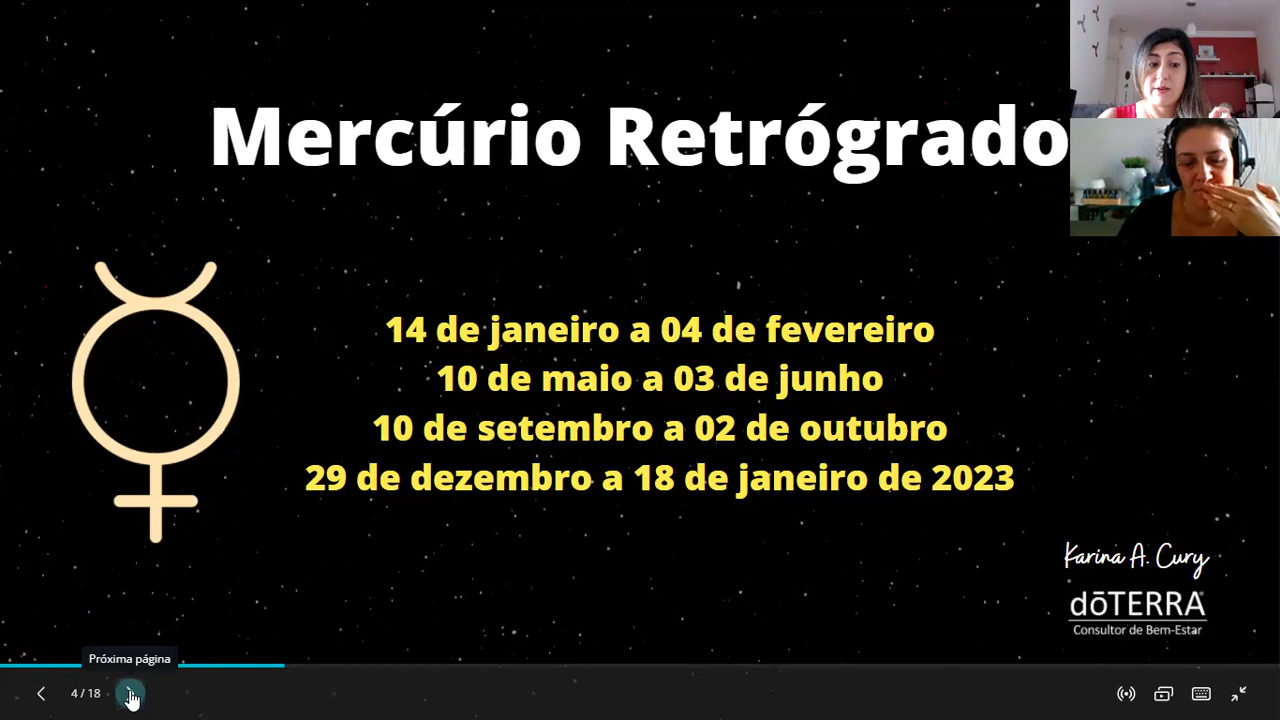 Mercúrio Retrógrado
14 de janeiro a 04 de fevereiro
10 de maio a 03 de junho
10 de setembro a 02 de outubro
29 de dezembro a 18 de janeiro de 2023
Karina A. Cury
dōTERRA
Consultor de Bem-Estar
Próxima página
4 / 18